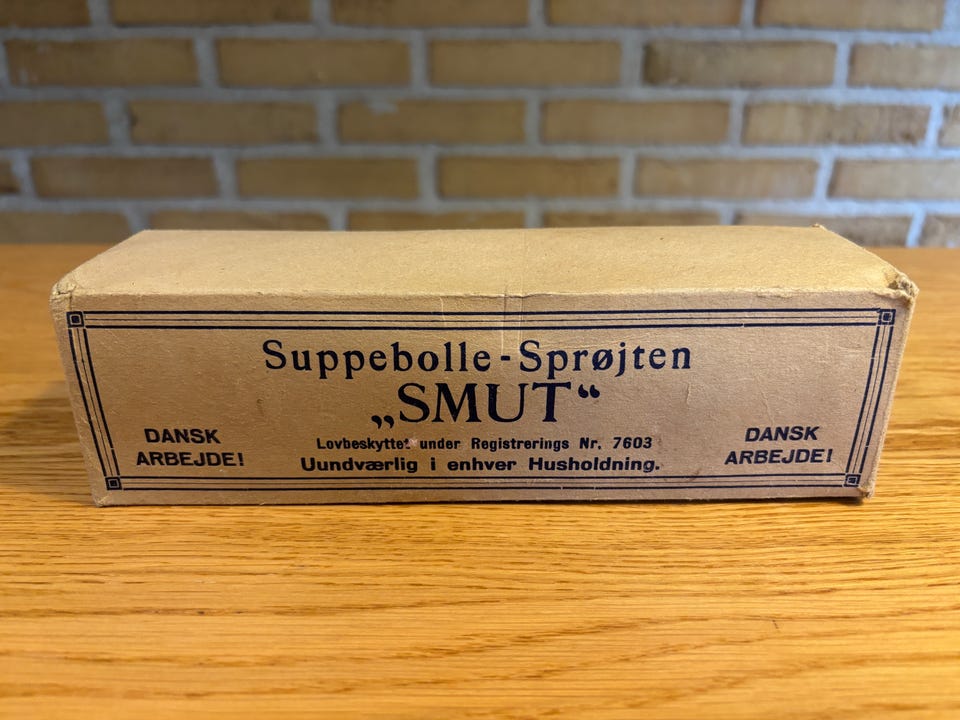 Suppebolle-Sprøjten
„SMUT“
Lovbeskyttet under Registrerings Nr. 7603
Uundværlig i enhver Husholdning.
DANSK
ARBEJDE!
DANSK
ARBEJDE!